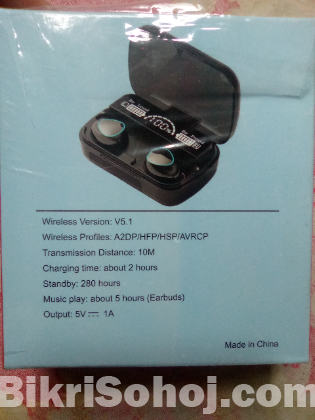 100
Wireless Version: V5.1
Wireless Profiles: A2DP/HFP/HSP/AVRCP
Transmission Distance: 10M
Charging time: about 2 hours
Standby: 280 hours
Music play: about 5 hours (Earbuds)
Output: 5V⎓ 1A
Made in China
BikriSohoj.com